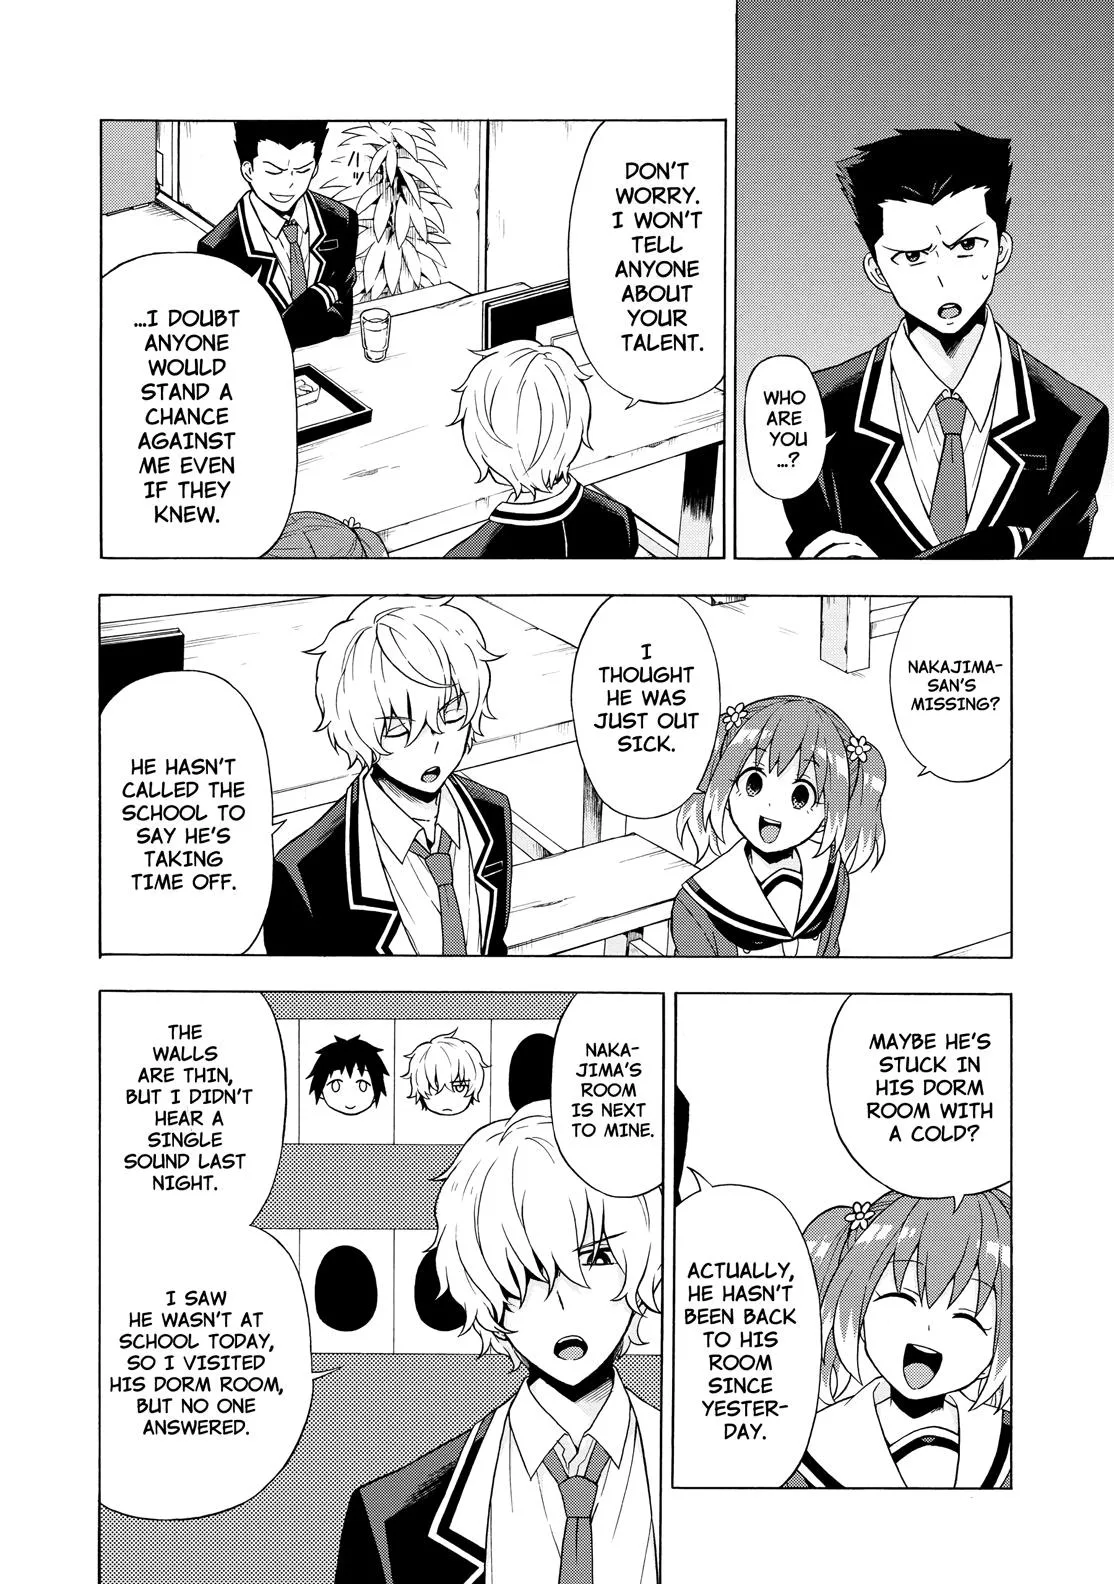 WHO
ARE
YOU
...?
DON'T
WORRY.
I WON'T
TELL
ANYONE
ABOUT
YOUR
TALENT.
...I DOUBT
ANYONE
WOULD
STAND A
CHANCE
AGAINST
ME EVEN
IF THEY
KNEW.
NAKAJIMA-
SAN'S
MISSING?
I
THOUGHT
HE WAS
JUST OUT
SICK.
HE HASN'T
CALLED THE
SCHOOL TO
SAY HE'S
TAKING
TIME OFF.
MAYBE HE'S
STUCK IN
HIS DORM
ROOM WITH
A COLD?
ACTUALLY,
HE HASN'T
BEEN BACK
TO HIS
ROOM
SINCE
YESTER-
DAY.
NAKA-
JIMA'S
ROOM
IS NEXT
TO MINE.
THE
WALLS
ARE THIN,
BUT I DIDN'T
HEAR A
SINGLE
SOUND LAST
NIGHT.
I SAW
HE WASN'T AT
SCHOOL TODAY,
SO I VISITED
HIS DORM ROOM,
BUT NO ONE
ANSWERED.